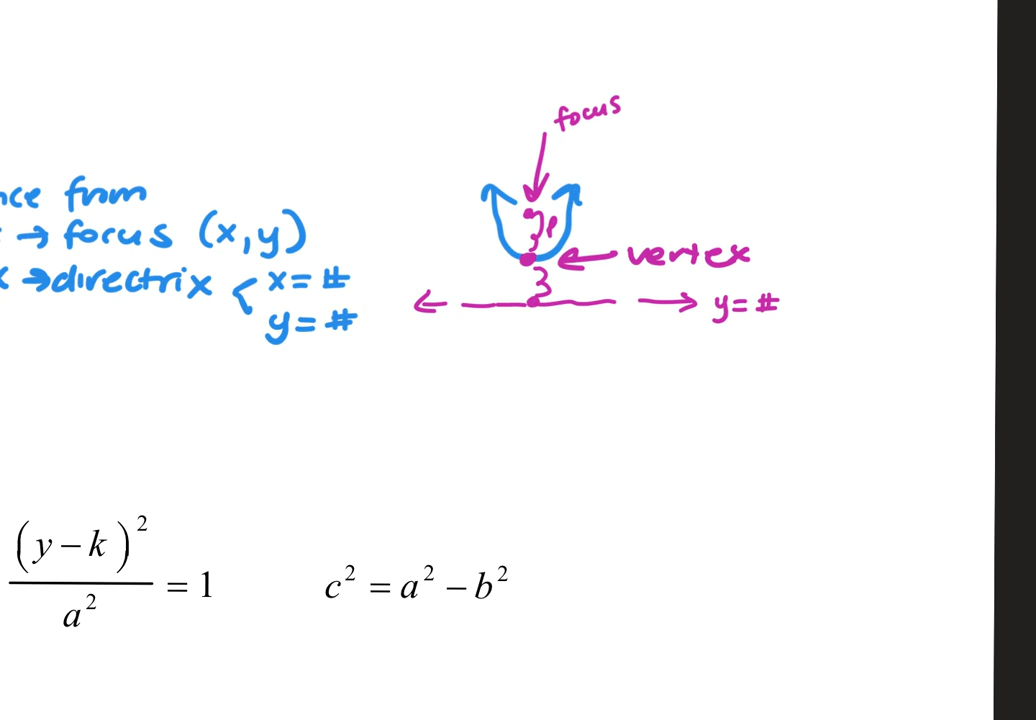 focus
nce from
→ focus (x,y)
p
vertex
x →directrix < x= #
y= #
y= #
(y − k)² / a² = 1
c² = a² − b²